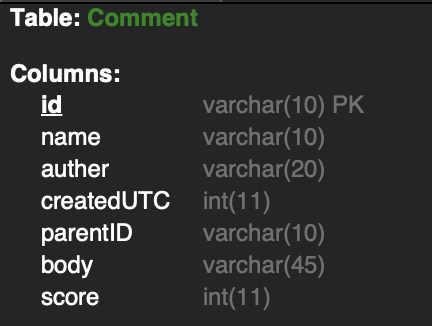 Table: Comment
Columns:
id varchar(10) PK
name varchar(10)
auther varchar(20)
createdUTC int(11)
parentID varchar(10)
body varchar(45)
score int(11)